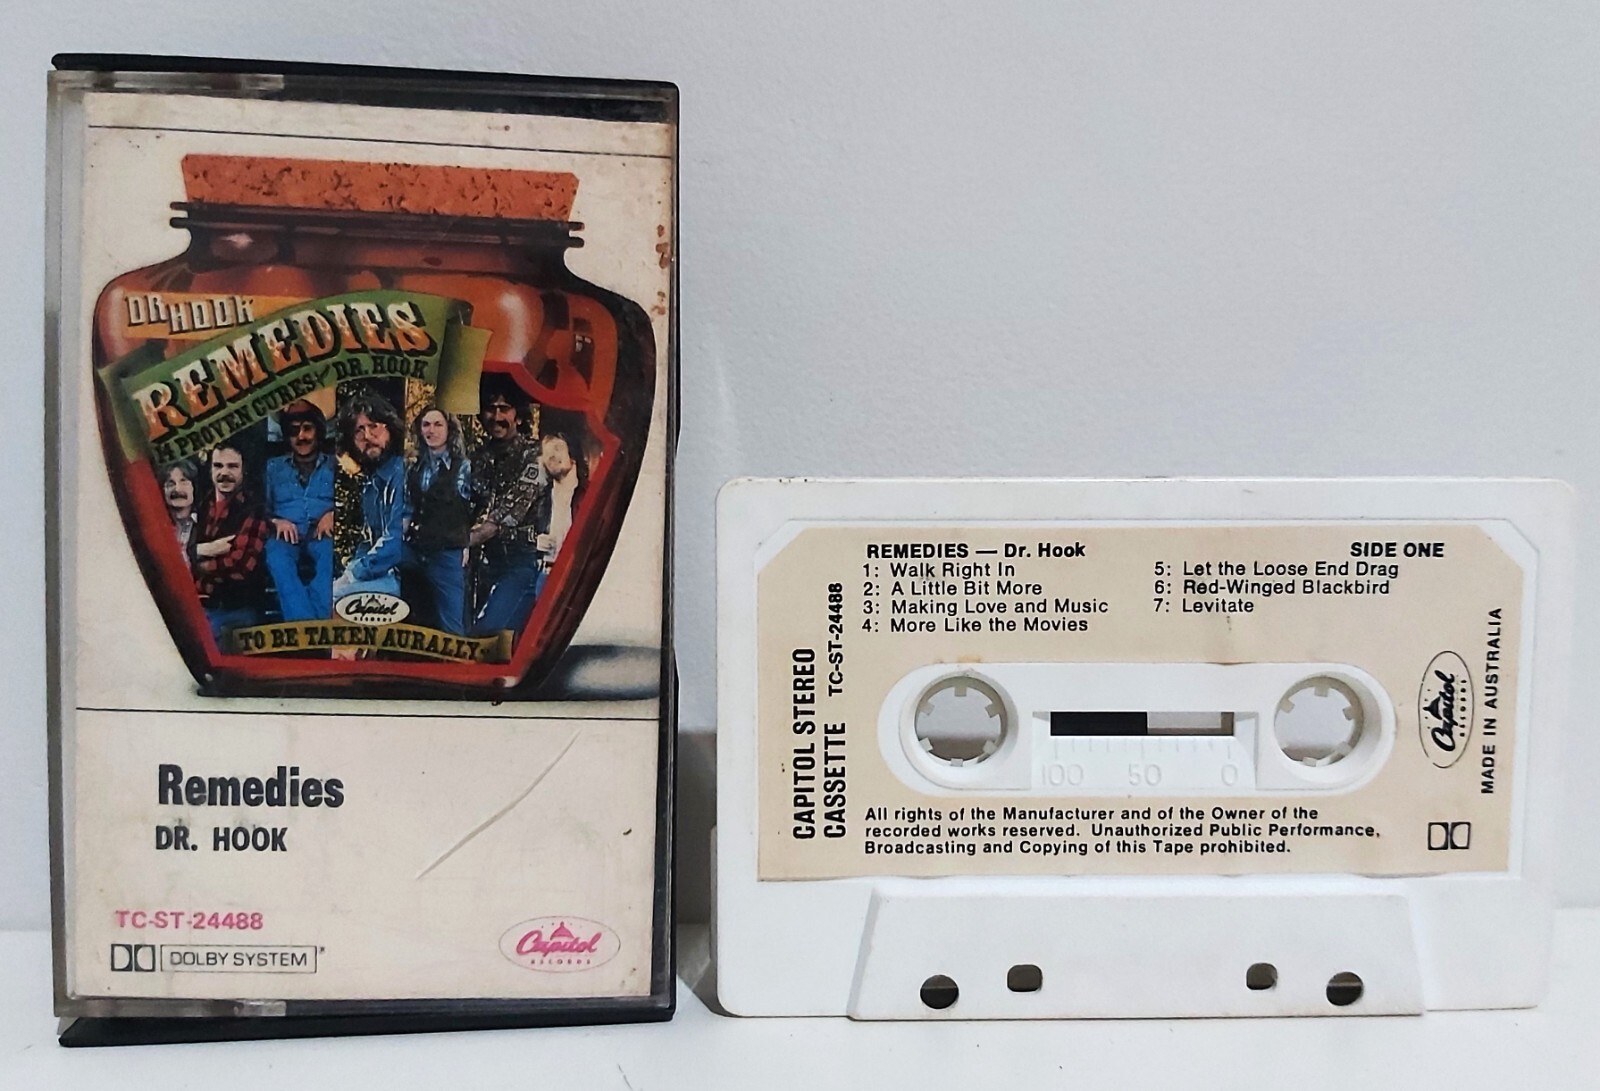 DR HOOK
REMEDIES
14 PROVEN CURES by DR. HOOK
Capitol
RECORDS
TO BE TAKEN AURALLY
Remedies
DR. HOOK
TC-ST-24488
DOLBY SYSTEM
Capitol
RECORDS
REMEDIES — Dr. Hook
SIDE ONE
1: Walk Right In
2: A Little Bit More
3: Making Love and Music
4: More Like the Movies
5: Let the Loose End Drag
6: Red-Winged Blackbird
7: Levitate
CAPITOL STEREO
CASSETTE TC-ST-24488
100 50 0
Capitol
RECORDS
MADE IN AUSTRALIA
All rights of the Manufacturer and of the Owner of the
recorded works reserved. Unauthorized Public Performance,
Broadcasting and Copying of this Tape prohibited.